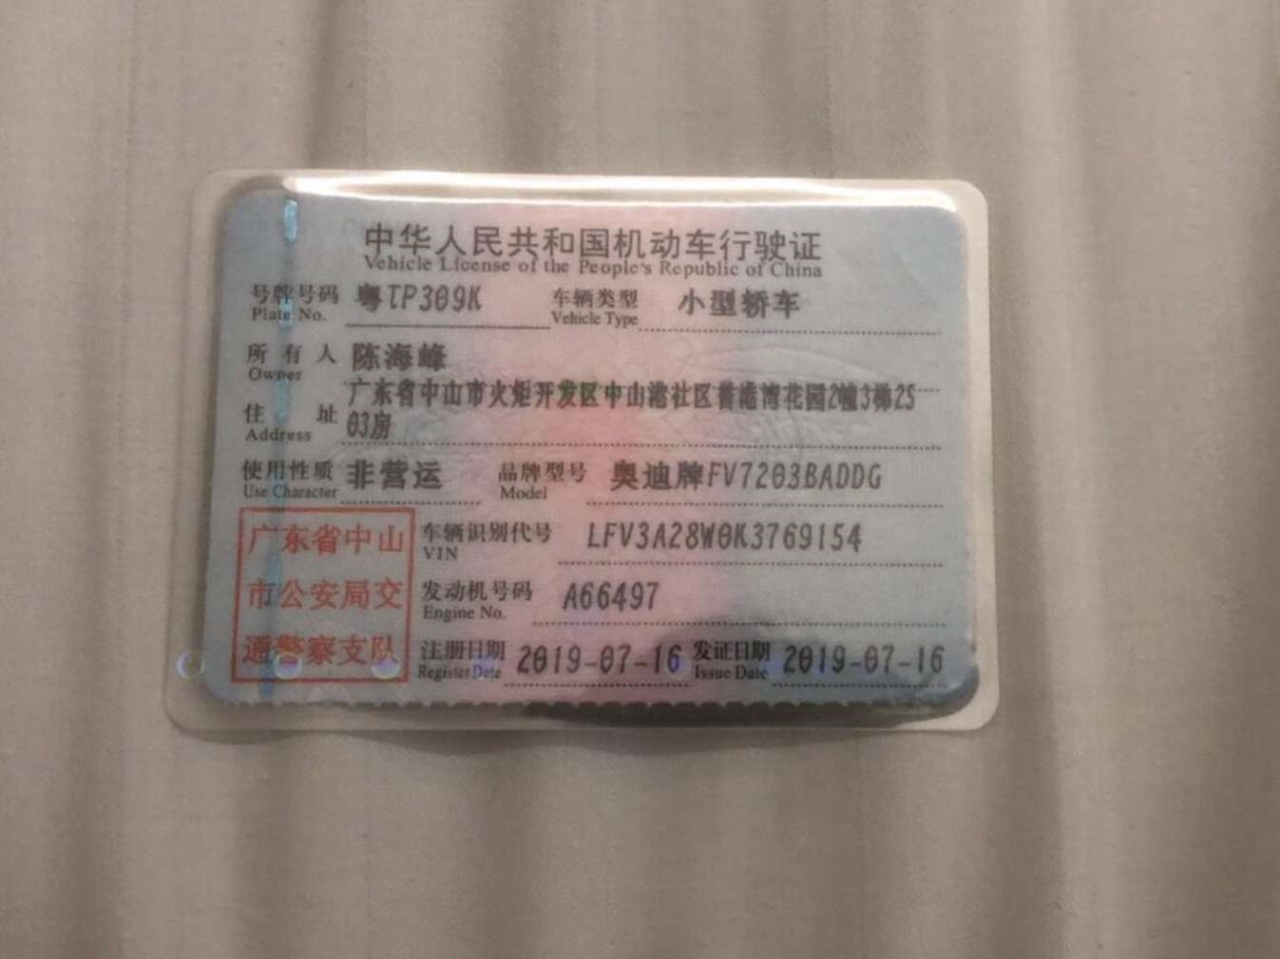 中华人民共和国机动车行驶证
Vehicle License of the People's Republic of China
号牌号码 粤TP309K 车辆类型 小型轿车
Plate No. Vehicle Type
所有人 陈海峰
Owner
广东省中山市火炬开发区中山港社区香港湾花园2幢3梯25
住址 03房
Address
使用性质 非营运 品牌型号 奥迪牌FV7203BADDG
Use Character Model
车辆识别代号 LFV3A28W0K3769154
VIN
发动机号码 A66497
Engine No.
注册日期 2019-07-16 发证日期 2019-07-16
Register Date Issue Date
广东省中山
市公安局交
通警察支队